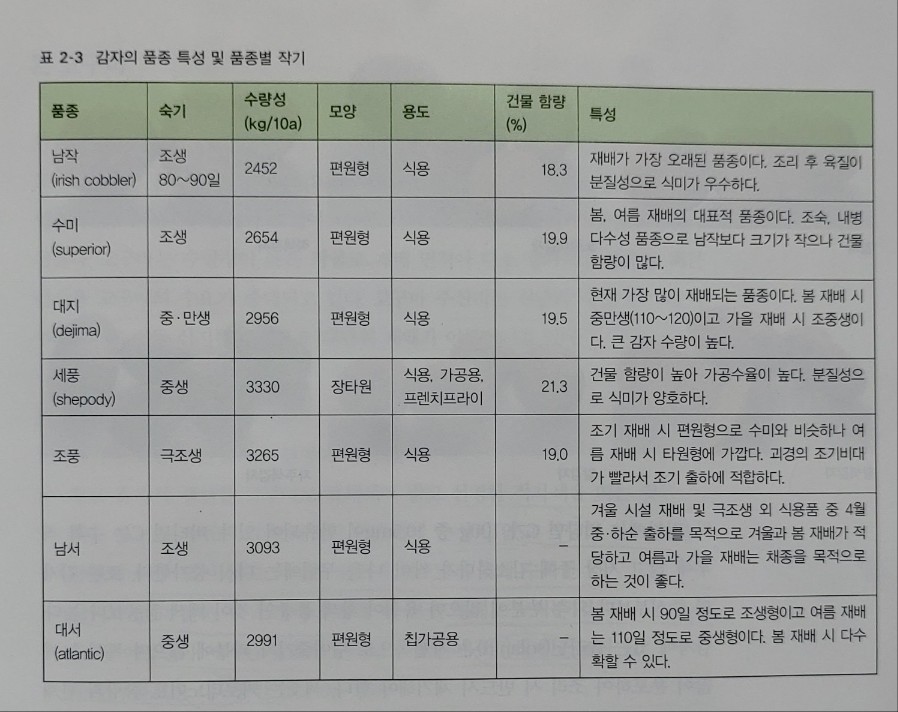 표 2-3 감자의 품종 특성 및 품종별 작기
품종 숙기 수량성 (kg/10a) 모양 용도 건물 함량 (%) 특성
남작 (irish cobbler) 조생 80~90일 2452 편원형 식용 18.3 재배가 가장 오래된 품종이다. 조리 후 육질이
분질성으로 식미가 우수하다.
수미 (superior) 조생 2654 편원형 식용 19.9 봄, 여름 재배의 대표적 품종이다. 조숙, 내병
다수성 품종으로 남작보다 크기가 작으나 건물
함량이 많다.
대지 (dejima) 중·만생 2956 편원형 식용 19.5 현재 가장 많이 재배되는 품종이다. 봄 재배 시
중만생(110~120)이고 가을 재배 시 조중생이
다. 큰 감자 수량이 높다.
세풍 (shepody) 중생 3330 장타원 식용, 가공용, 프렌치프라이 21.3 건물 함량이 높아 가공수율이 높다. 분질성으
로 식미가 양호하다.
조풍 극조생 3265 편원형 식용 19.0 조기 재배 시 편원형으로 수미와 비슷하나 여
름 재배 시 타원형에 가깝다. 괴경의 조기비대
가 빨라서 조기 출하에 적합하다.
남서 조생 3093 편원형 식용 – 겨울 시설 재배 및 극조생 외 식용품 중 4월
중·하순 출하를 목적으로 겨울과 봄 재배가 적
당하고 여름과 가을 재배는 채종을 목적으로
하는 것이 좋다.
대서 (atlantic) 중생 2991 편원형 칩가공용 – 봄 재배 시 90일 정도로 조생형이고 여름 재배
는 110일 정도로 중생형이다. 봄 재배 시 다수
확할 수 있다.